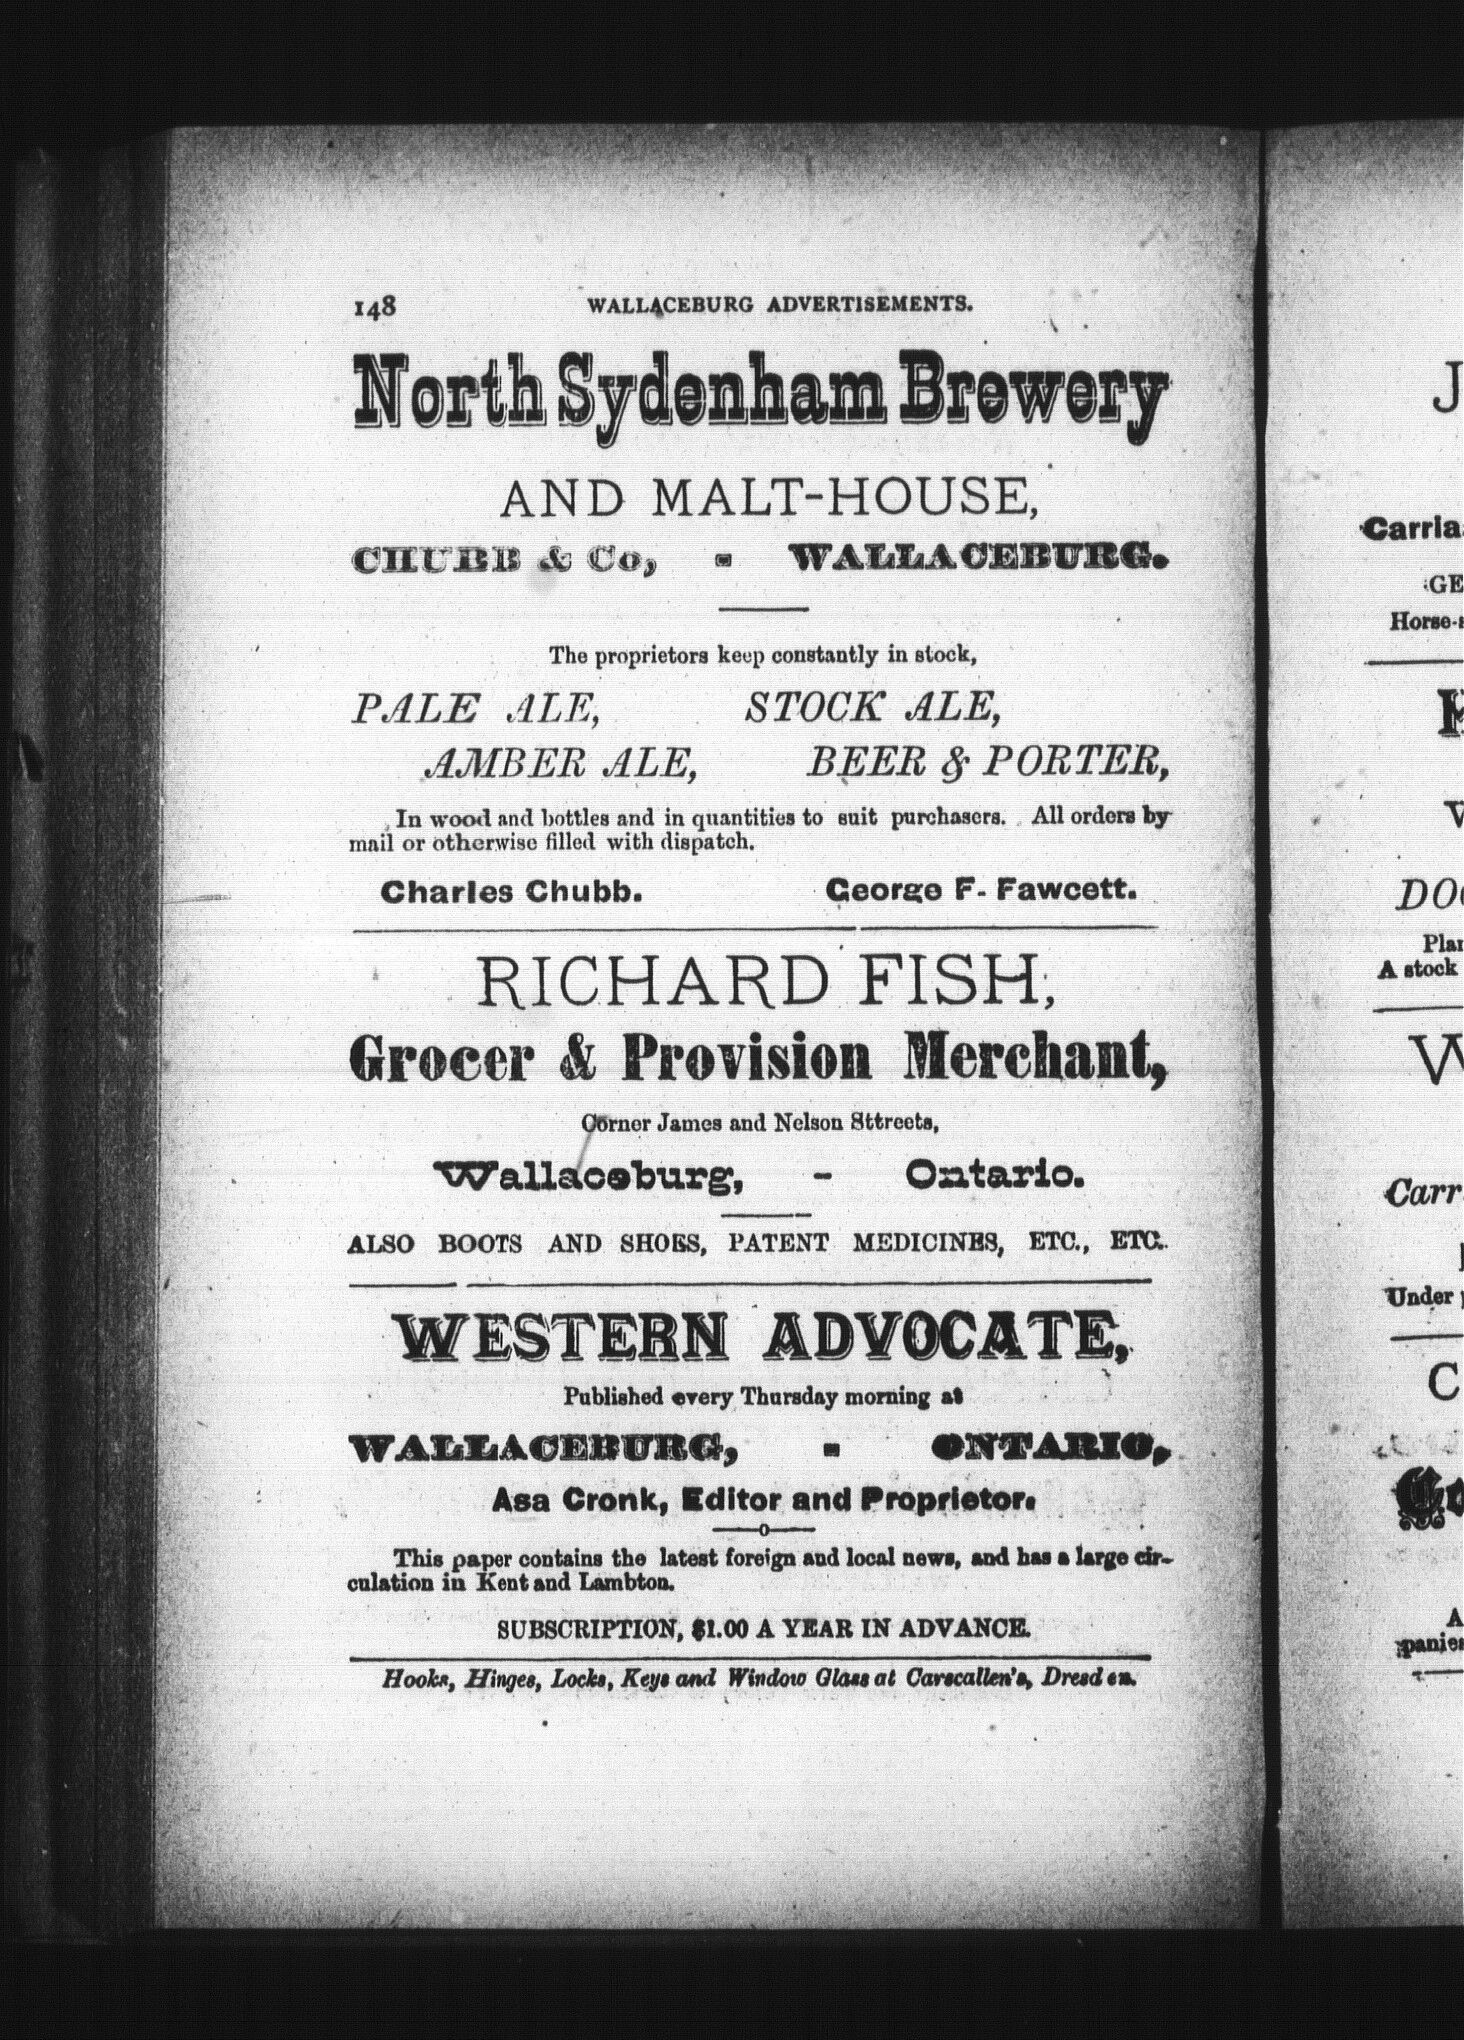 148 WALLACEBURG ADVERTISEMENTS.
North Sydenham Brewery
AND MALT-HOUSE,
CHUBB & Co, - WALLACEBURG.
The proprietors keep constantly in stock,
PALE ALE, STOCK ALE,
AMBER ALE, BEER & PORTER,
In wood and bottles and in quantities to suit purchasers. All orders by
mail or otherwise filled with dispatch.
Charles Chubb. George F. Fawcett.
RICHARD FISH,
Grocer & Provision Merchant,
Corner James and Nelson Sttreets,
Wallaceburg, - Ontario.
ALSO BOOTS AND SHOES, PATENT MEDICINES, ETC., ETC.
WESTERN ADVOCATE,
Published every Thursday morning at
WALLACEBURG, - ONTARIO,
Asa Cronk, Editor and Proprietor.
—o—
This paper contains the latest foreign and local news, and has a large cir-
culation in Kent and Lambton.
SUBSCRIPTION, $1.00 A YEAR IN ADVANCE.
Hooks, Hinges, Locks, Keys and Window Glass at Carscallen's, Dresden.
J
Carria
GE
Horse-s
V
DO
Plan
A stock
W
Carr
Under p
C
Co
A
panies